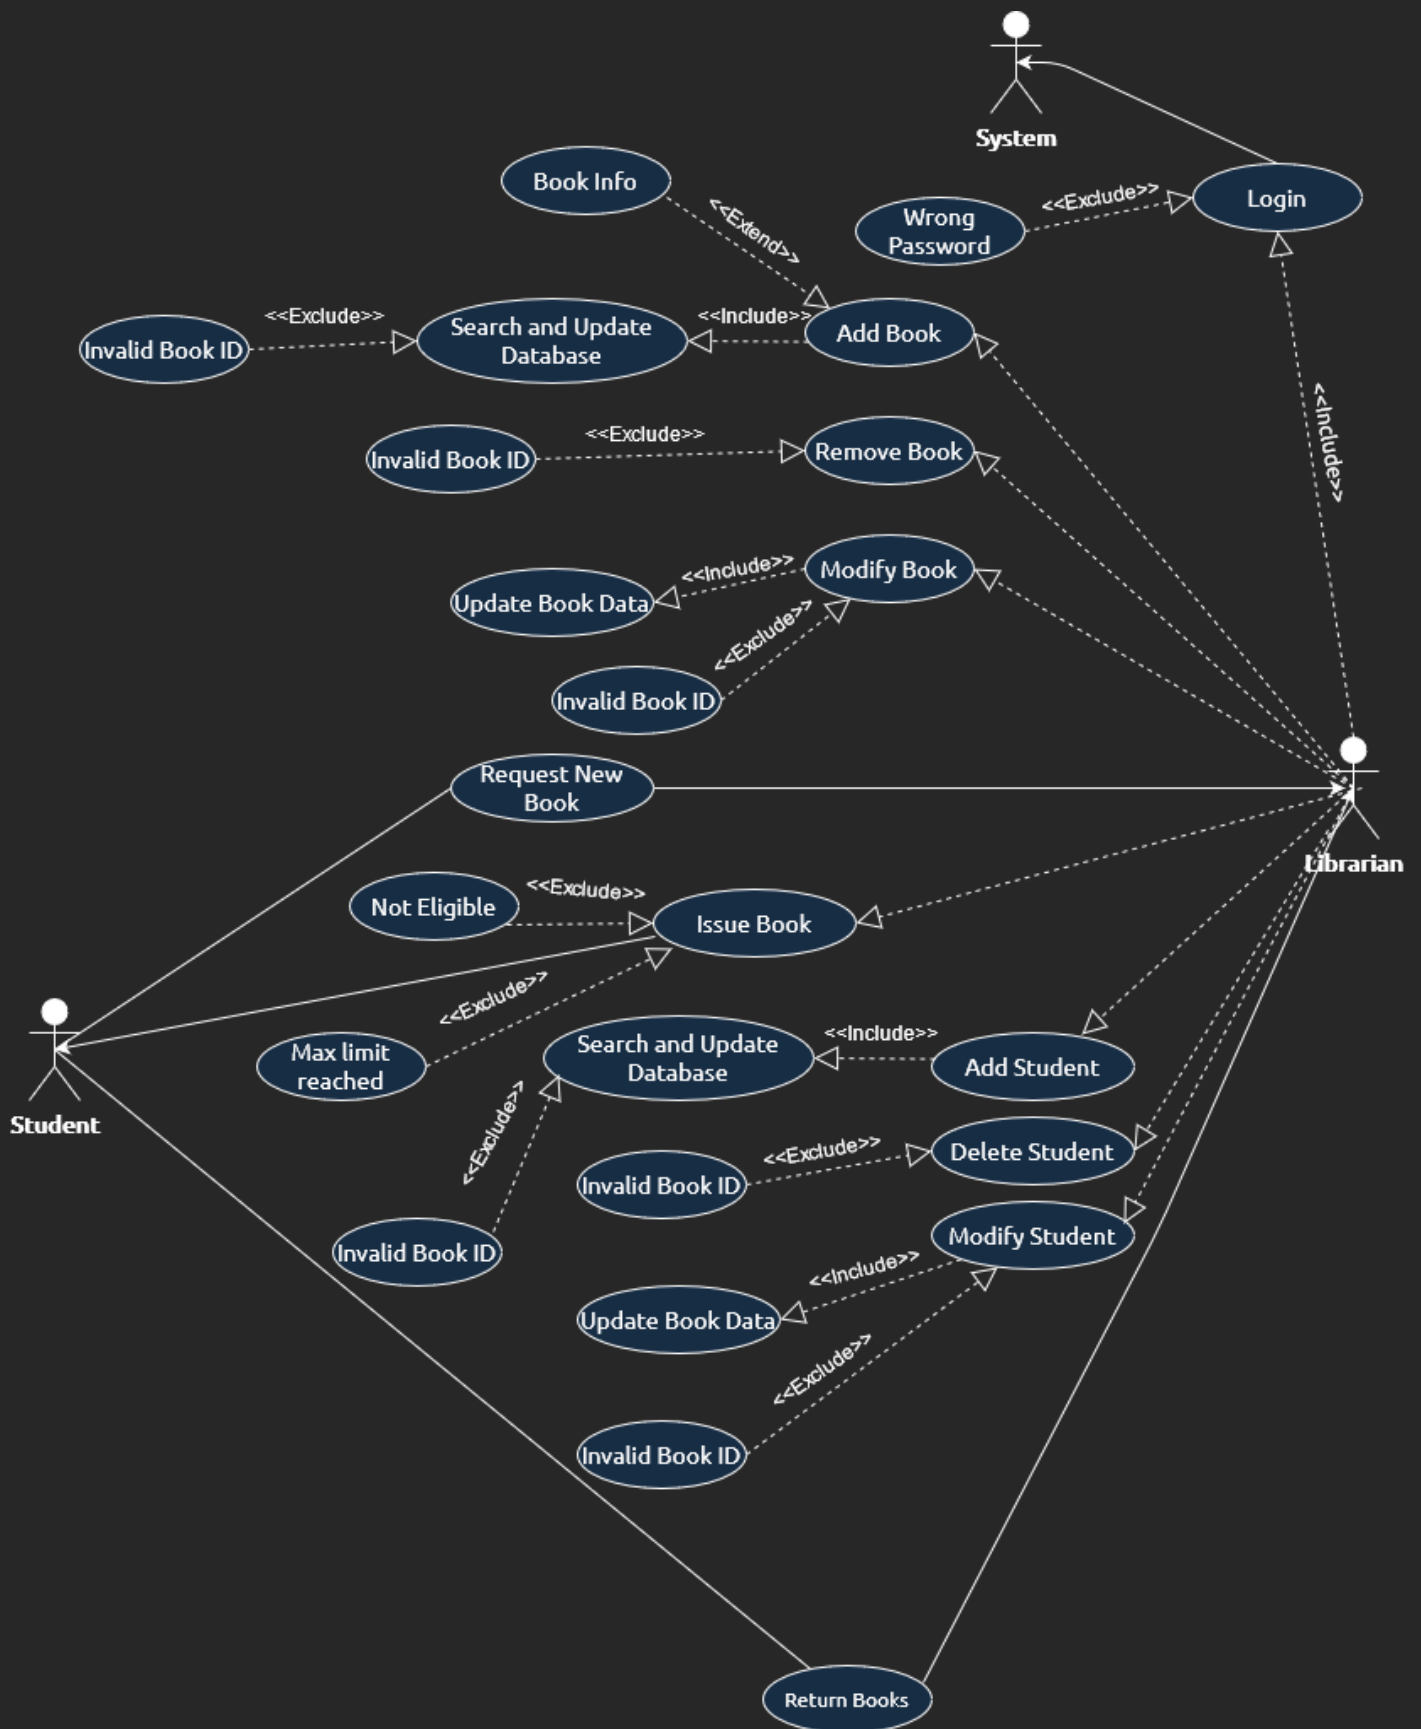 System
Book Info
<<Extend>>
Wrong
Password
<<Exclude>>
Login
Invalid Book ID
<<Exclude>>
Search and Update
Database
<<Include>>
Add Book
<<Include>>
Invalid Book ID
<<Exclude>>
Remove Book
Update Book Data
<<Include>>
Modify Book
<<Exclude>>
Invalid Book ID
Request New
Book
Librarian
Not Eligible
<<Exclude>>
Issue Book
<<Exclude>>
Max limit
reached
Student
Search and Update
Database
<<Include>>
Add Student
<<Exclude>>
Invalid Book ID
Invalid Book ID
<<Exclude>>
Delete Student
Modify Student
<<Include>>
Update Book Data
<<Exclude>>
Invalid Book ID
Return Books